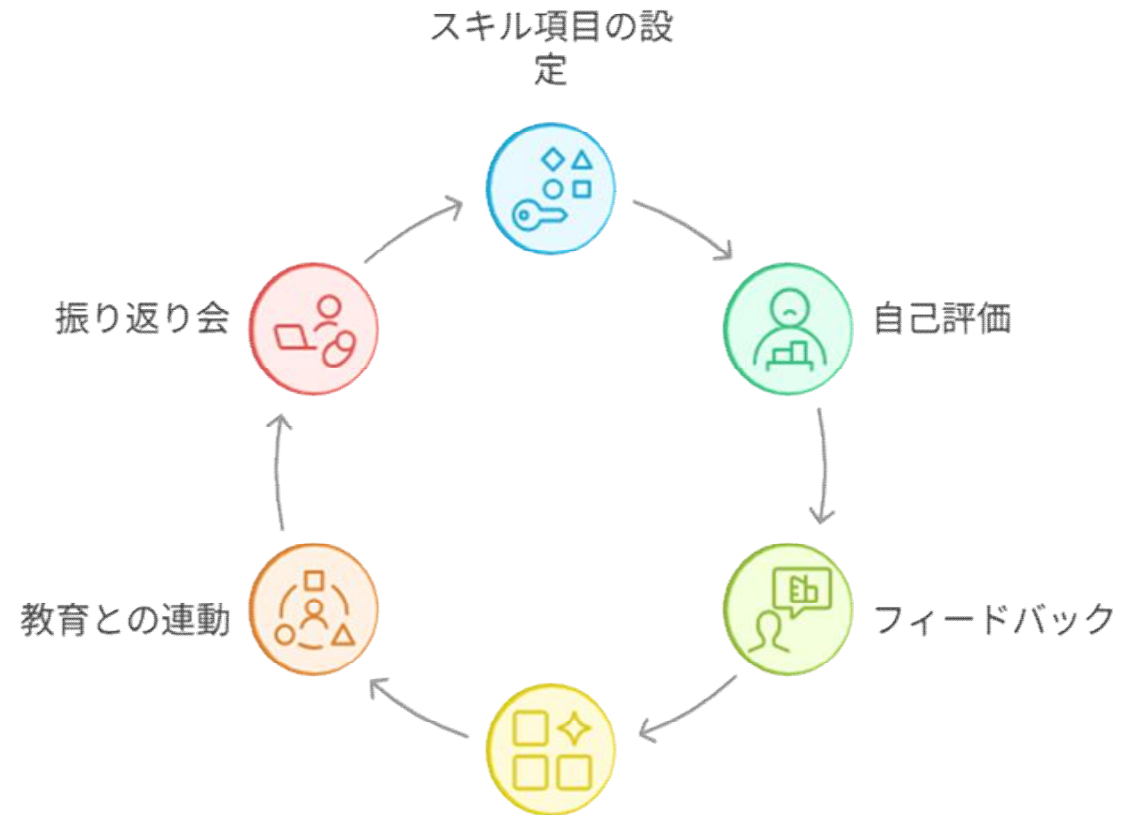 スキル項目の設
定
振り返り会
自己評価
教育との連動
フィードバック